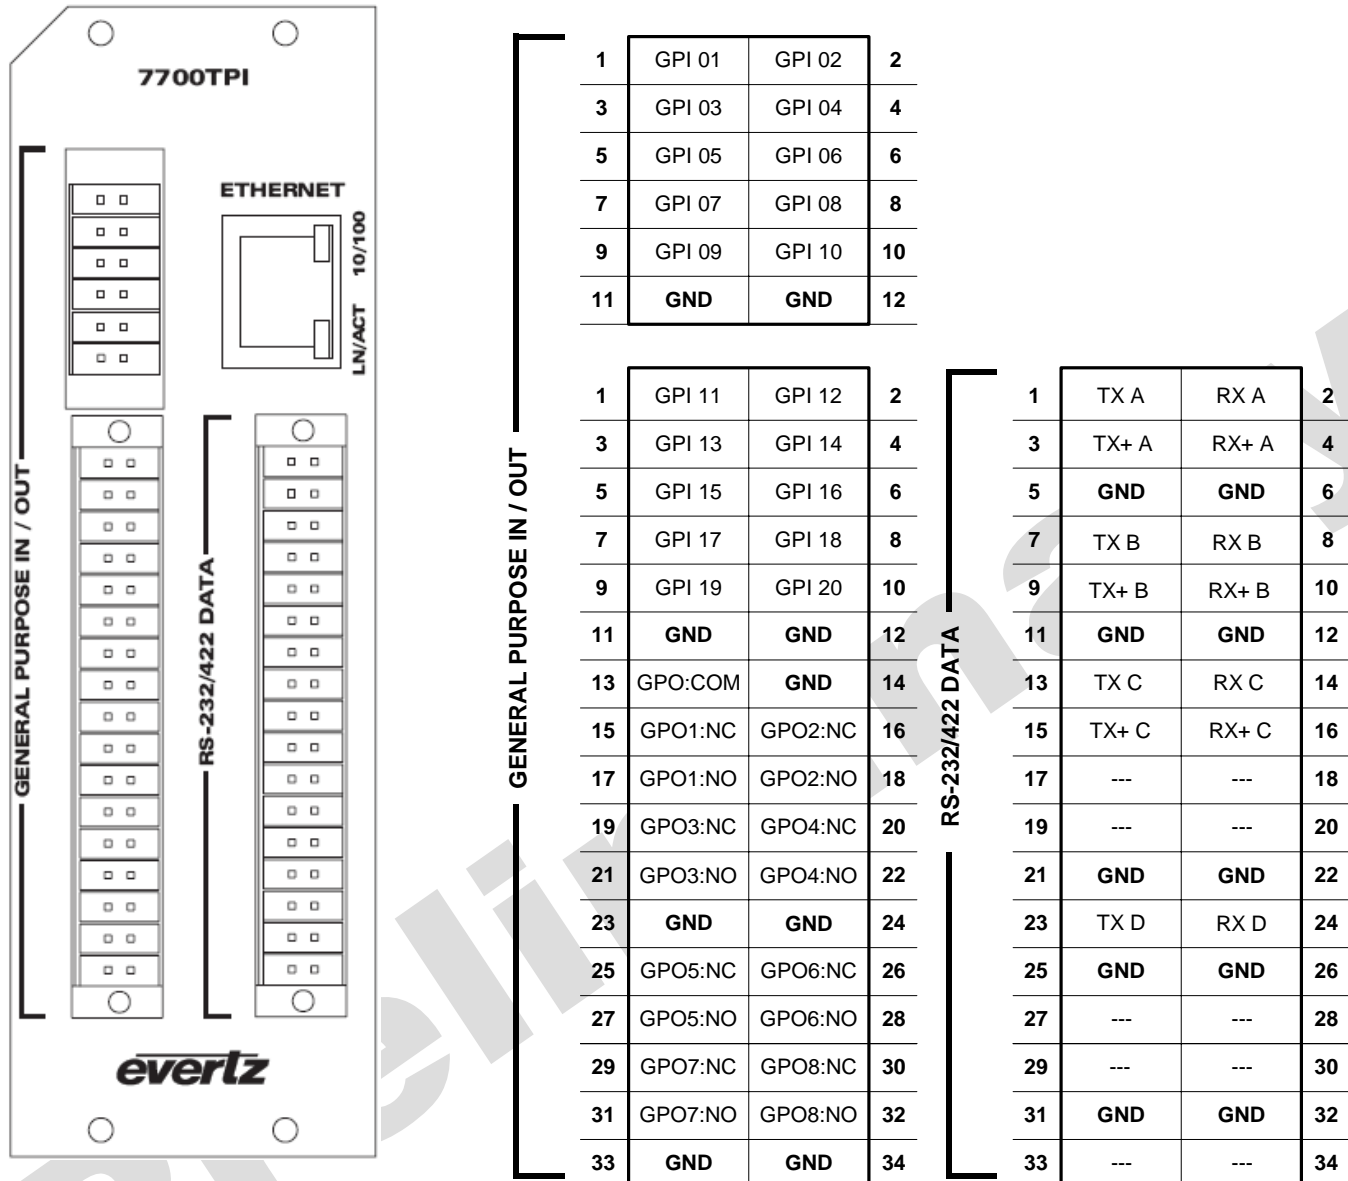 7700TPI
ETHERNET
10/100
LN/ACT
GENERAL PURPOSE IN / OUT
RS-232/422 DATA
evertz
GENERAL PURPOSE IN / OUT
1 GPI 01 GPI 02 2
3 GPI 03 GPI 04 4
5 GPI 05 GPI 06 6
7 GPI 07 GPI 08 8
9 GPI 09 GPI 10 10
11 GND GND 12
1 GPI 11 GPI 12 2
3 GPI 13 GPI 14 4
5 GPI 15 GPI 16 6
7 GPI 17 GPI 18 8
9 GPI 19 GPI 20 10
11 GND GND 12
13 GPO:COM GND 14
15 GPO1:NC GPO2:NC 16
17 GPO1:NO GPO2:NO 18
19 GPO3:NC GPO4:NC 20
21 GPO3:NO GPO4:NO 22
23 GND GND 24
25 GPO5:NC GPO6:NC 26
27 GPO5:NO GPO6:NO 28
29 GPO7:NC GPO8:NC 30
31 GPO7:NO GPO8:NO 32
33 GND GND 34
RS-232/422 DATA
1 TX A RX A 2
3 TX+ A RX+ A 4
5 GND GND 6
7 TX B RX B 8
9 TX+ B RX+ B 10
11 GND GND 12
13 TX C RX C 14
15 TX+ C RX+ C 16
17 --- --- 18
19 --- --- 20
21 GND GND 22
23 TX D RX D 24
25 GND GND 26
27 --- --- 28
29 --- --- 30
31 GND GND 32
33 --- --- 34